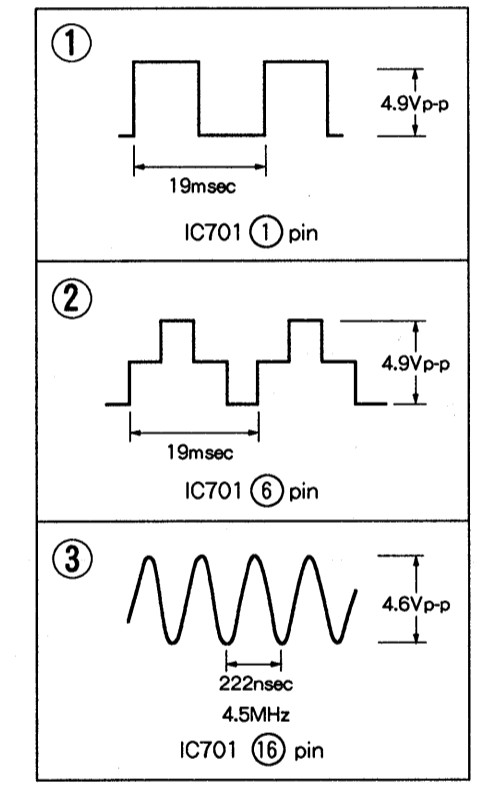 ①
4.9Vp-p
19msec
IC701 ① pin
②
4.9Vp-p
19msec
IC701 ⑥ pin
③
4.6Vp-p
222nsec
4.5MHz
IC701 ⑯ pin